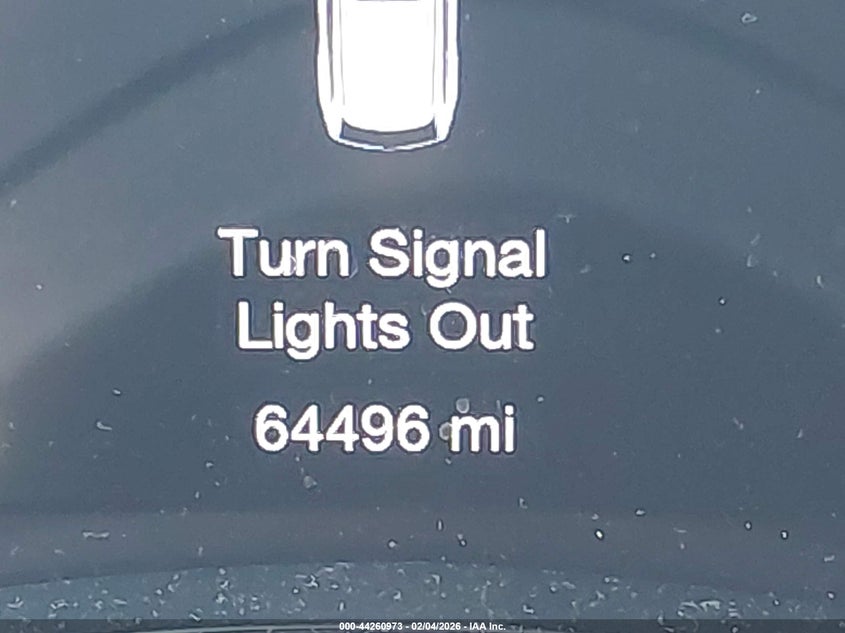 Turn Signal
Lights Out
64496 mi
000-44260973 - 02/04/2026 - IAA Inc.